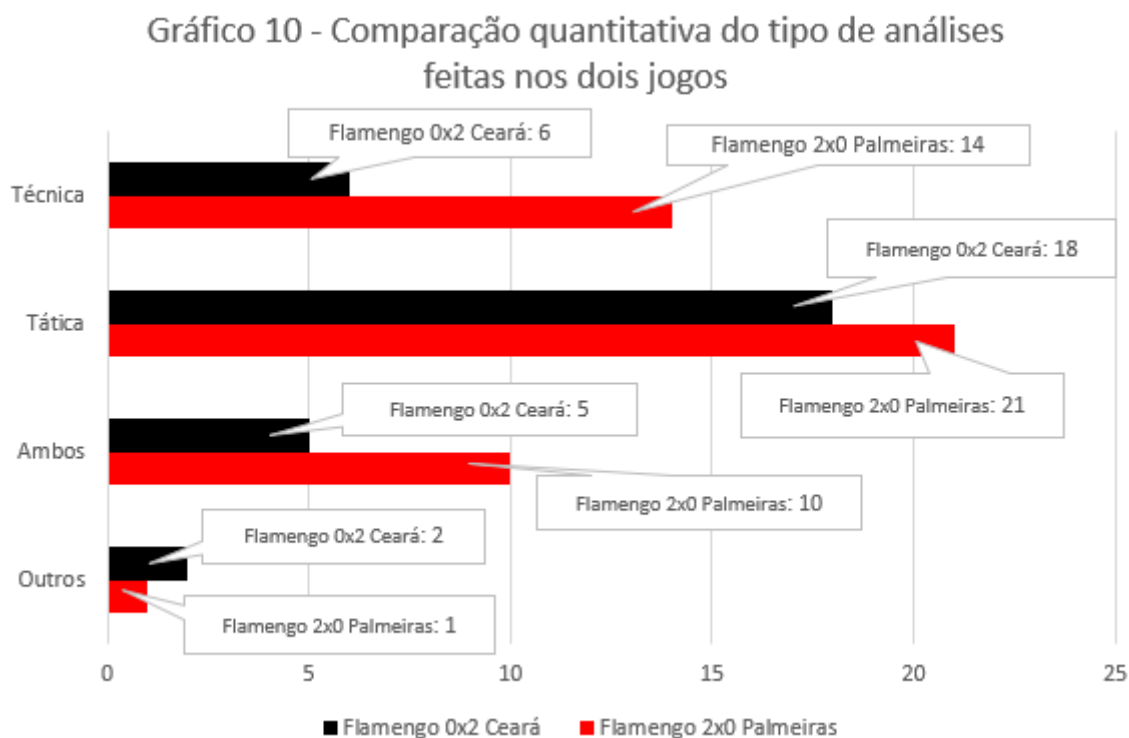 Gráfico 10 - Comparação quantitativa do tipo de análises
feitas nos dois jogos
Flamengo 0x2 Ceará: 6
Flamengo 2x0 Palmeiras: 14
Técnica
Flamengo 0x2 Ceará: 18
Tática
Flamengo 2x0 Palmeiras: 21
Flamengo 0x2 Ceará: 5
Ambos
Flamengo 2x0 Palmeiras: 10
Flamengo 0x2 Ceará: 2
Outros
Flamengo 2x0 Palmeiras: 1
0 5 10 15 20 25
Flamengo 0x2 Ceará Flamengo 2x0 Palmeiras